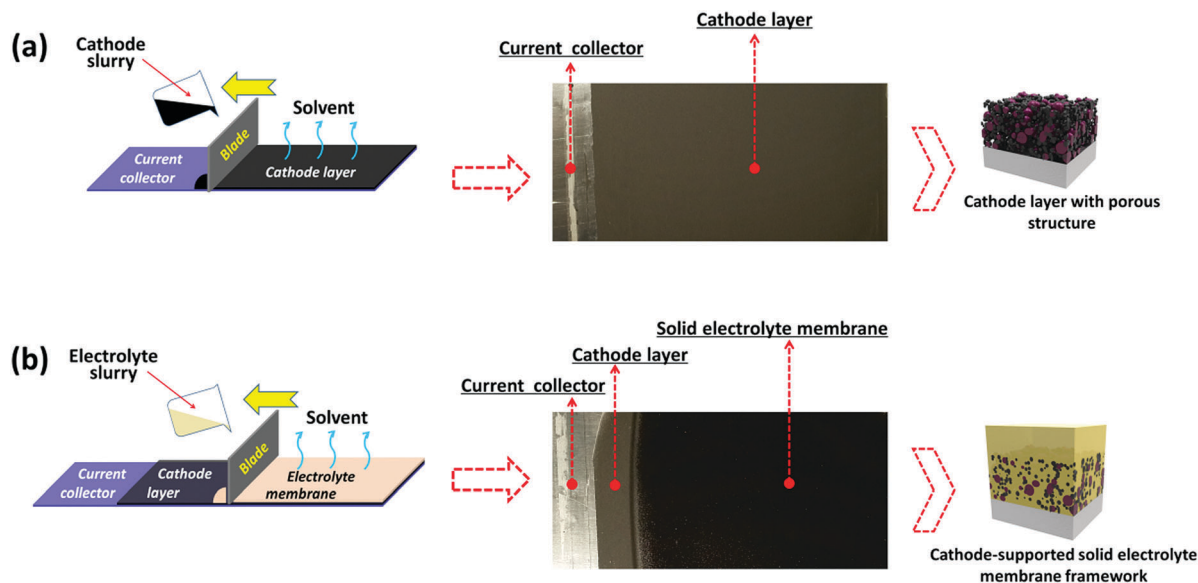 (a)
Cathode
slurry
Blade
Solvent
Current
collector
Cathode layer
Current collector
Cathode layer
Cathode layer with porous
structure
(b)
Electrolyte
slurry
Blade
Solvent
Current
collector
Cathode
layer
Electrolyte
membrane
Current collector
Cathode layer
Solid electrolyte membrane
Cathode-supported solid electrolyte
membrane framework